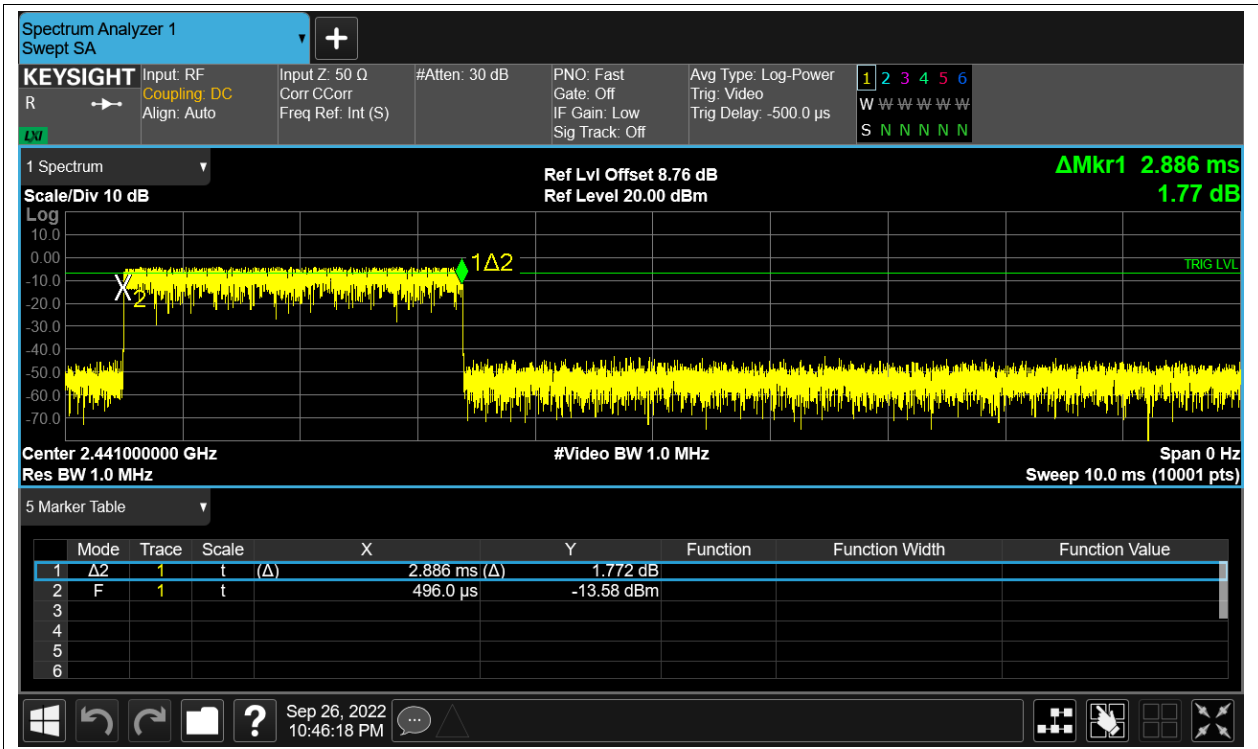 Spectrum Analyzer 1
Swept SA
KEYSIGHT
R
LXI
Input: RF
Coupling: DC
Align: Auto
Input Z: 50 Ω
Corr CCorr
Freq Ref: Int (S)
#Atten: 30 dB
PNO: Fast
Gate: Off
IF Gain: Low
Sig Track: Off
Avg Type: Log-Power
Trig: Video
Trig Delay: -500.0 µs
1 2 3 4 5 6
W W W W W W
S N N N N N
1 Spectrum
Scale/Div 10 dB
Ref Lvl Offset 8.76 dB
Ref Level 20.00 dBm
ΔMkr1 2.886 ms
1.77 dB
Log
10.0
0.00
-10.0
-20.0
-30.0
-40.0
-50.0
-60.0
-70.0
X2
1Δ2
TRIG LVL
Center 2.441000000 GHz
Res BW 1.0 MHz
#Video BW 1.0 MHz
Span 0 Hz
Sweep 10.0 ms (10001 pts)
5 Marker Table
Mode Trace Scale X Y Function Function Width Function Value
1 Δ2 1 t (Δ) 2.886 ms (Δ) 1.772 dB
2 F 1 t 496.0 µs -13.58 dBm
3
4
5
6
?
Sep 26, 2022
10:46:18 PM